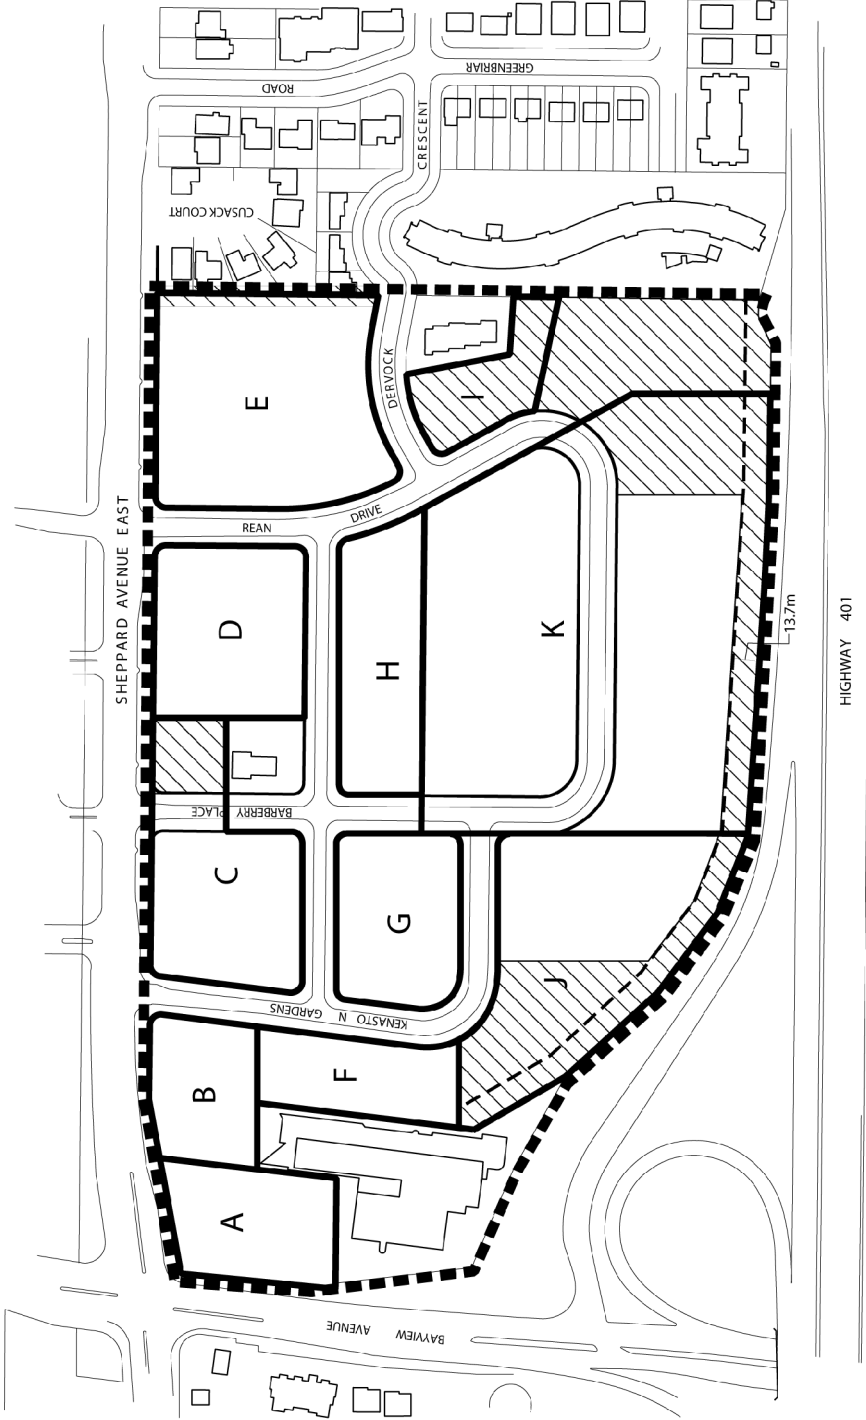 GREENBRIAR
ROAD
CRESCENT
CUSACK COURT
DERVOCK
E
I
SHEPPARD AVENUE EAST
REAN
DRIVE
D
H
K
13.7m
HIGHWAY 401
BARBERRY PLACE
C
G
J
KENASTO N GARDENS
B
F
A
BAYVIEW AVENUE